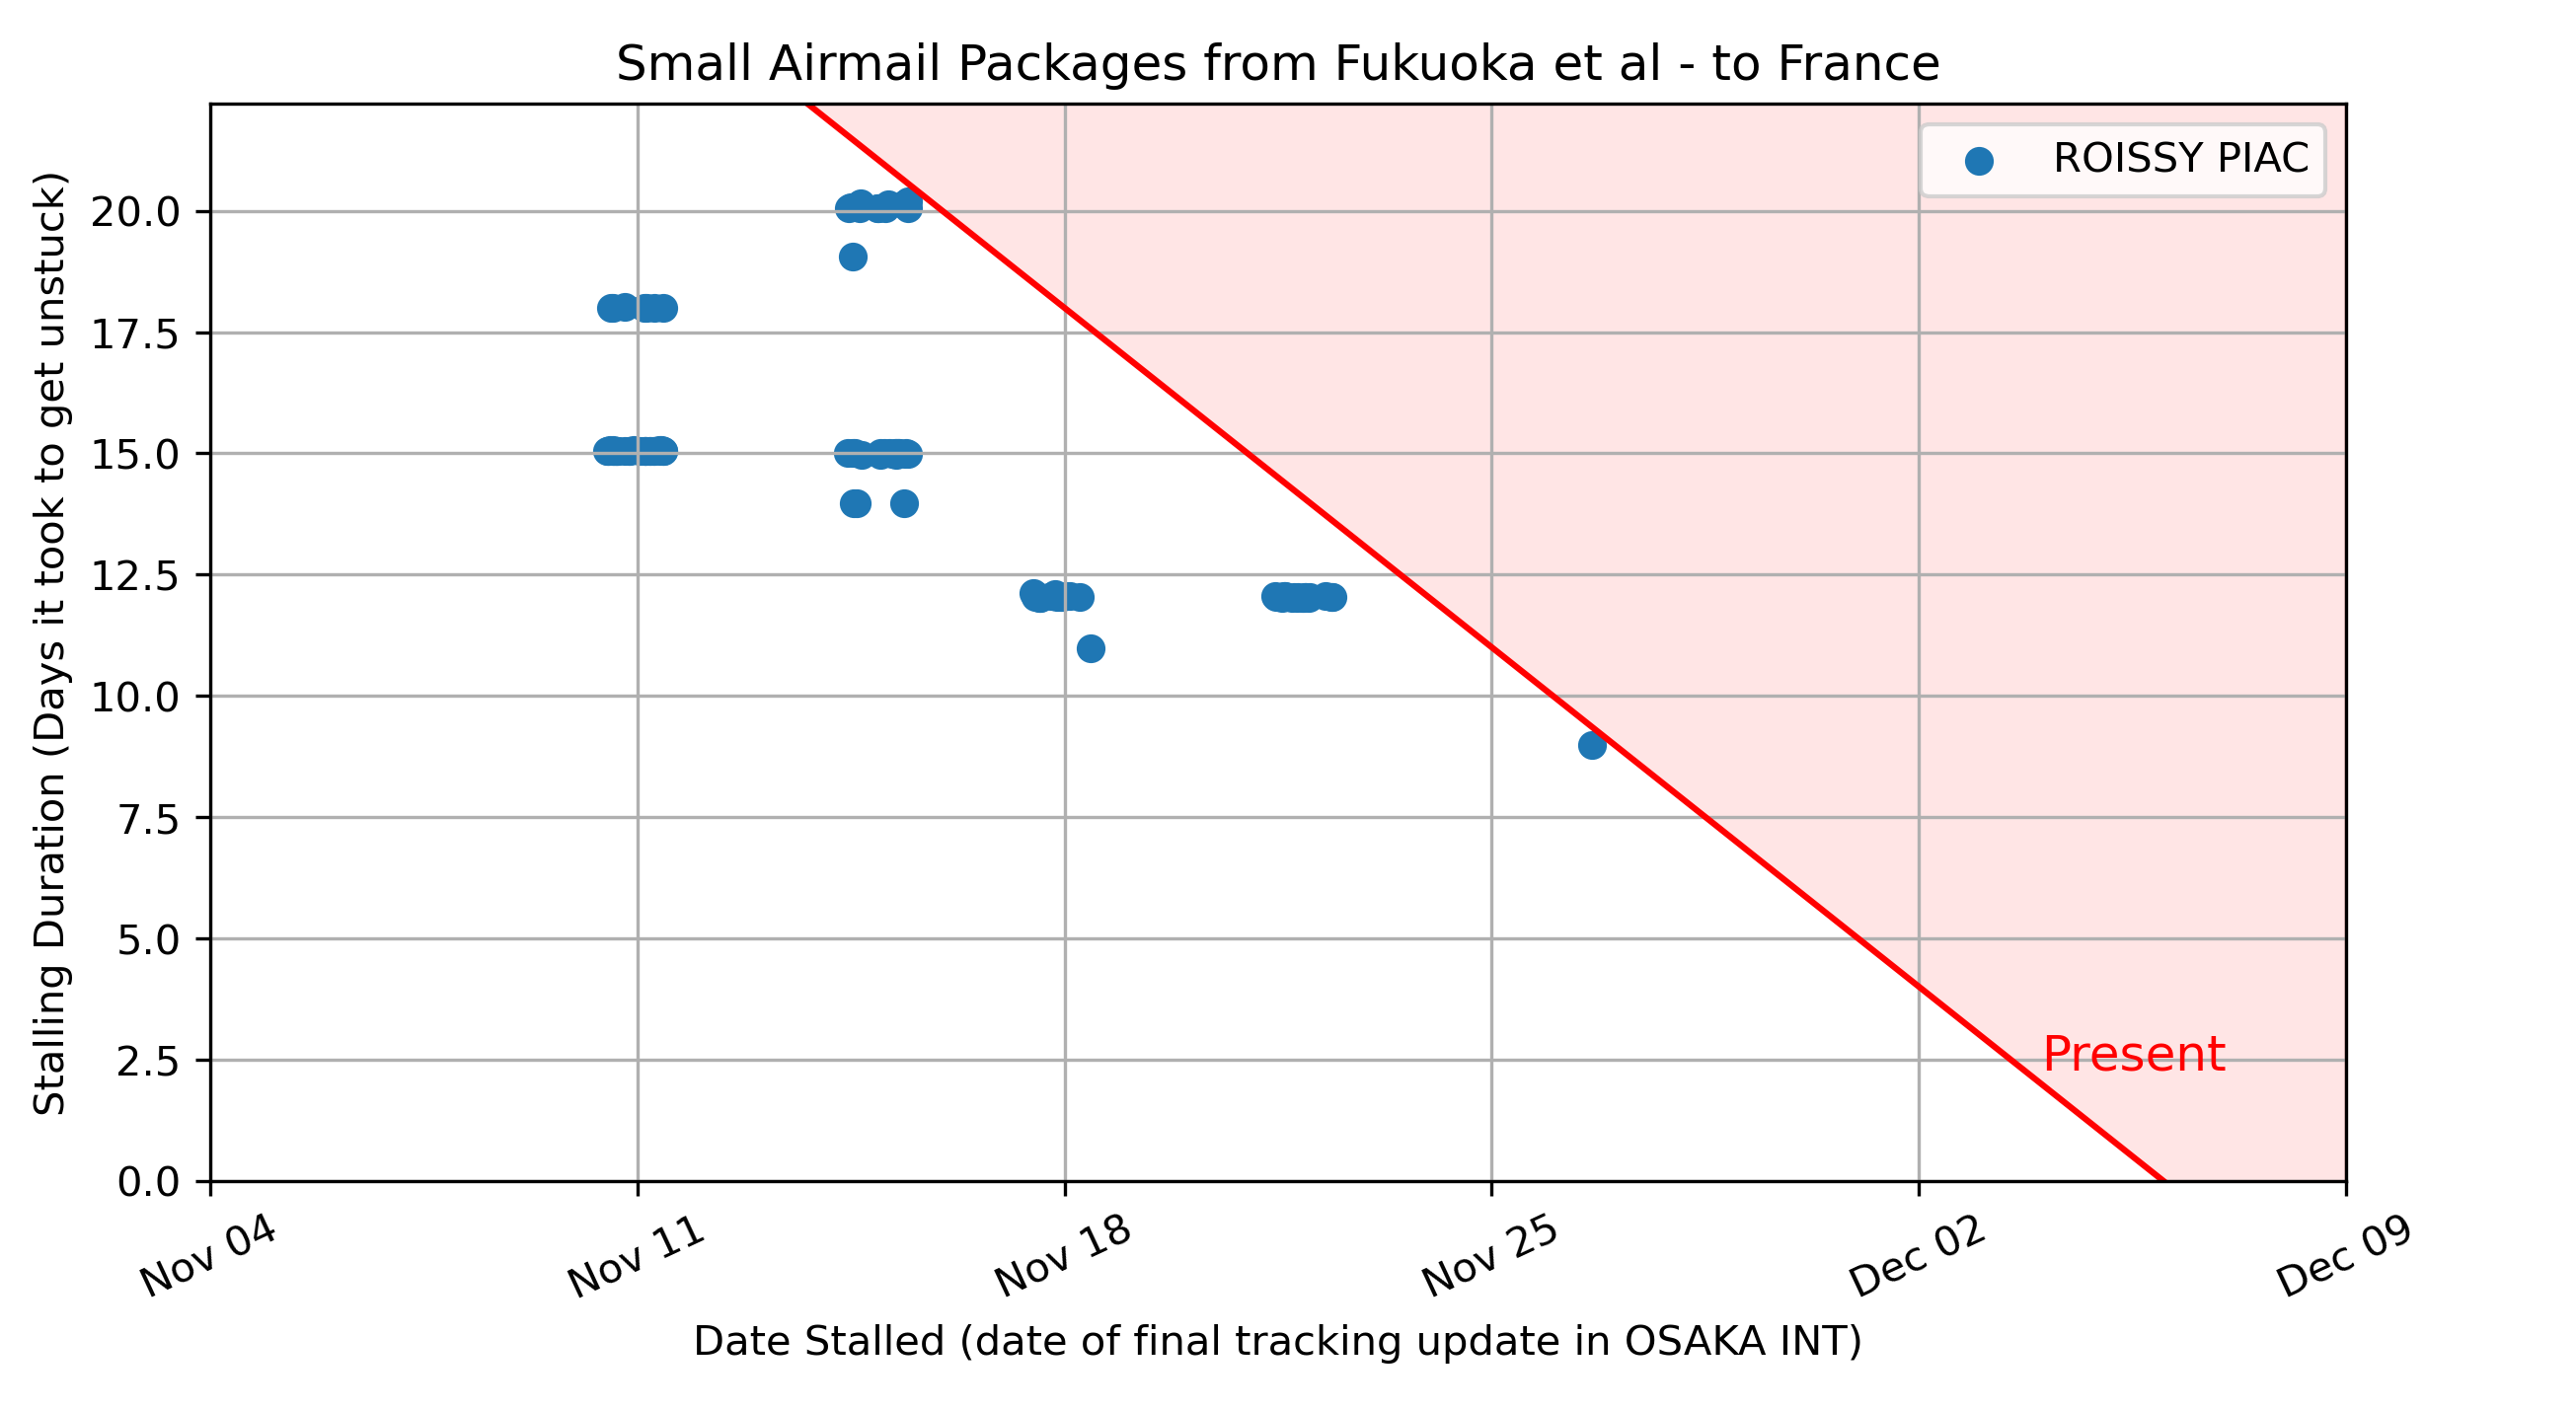 Small Airmail Packages from Fukuoka et al - to France
ROISSY PIAC
Stalling Duration (Days it took to get unstuck)
20.0
17.5
15.0
12.5
10.0
7.5
5.0
2.5
0.0
Present
Nov 04
Nov 11
Nov 18
Nov 25
Dec 02
Dec 09
Date Stalled (date of final tracking update in OSAKA INT)